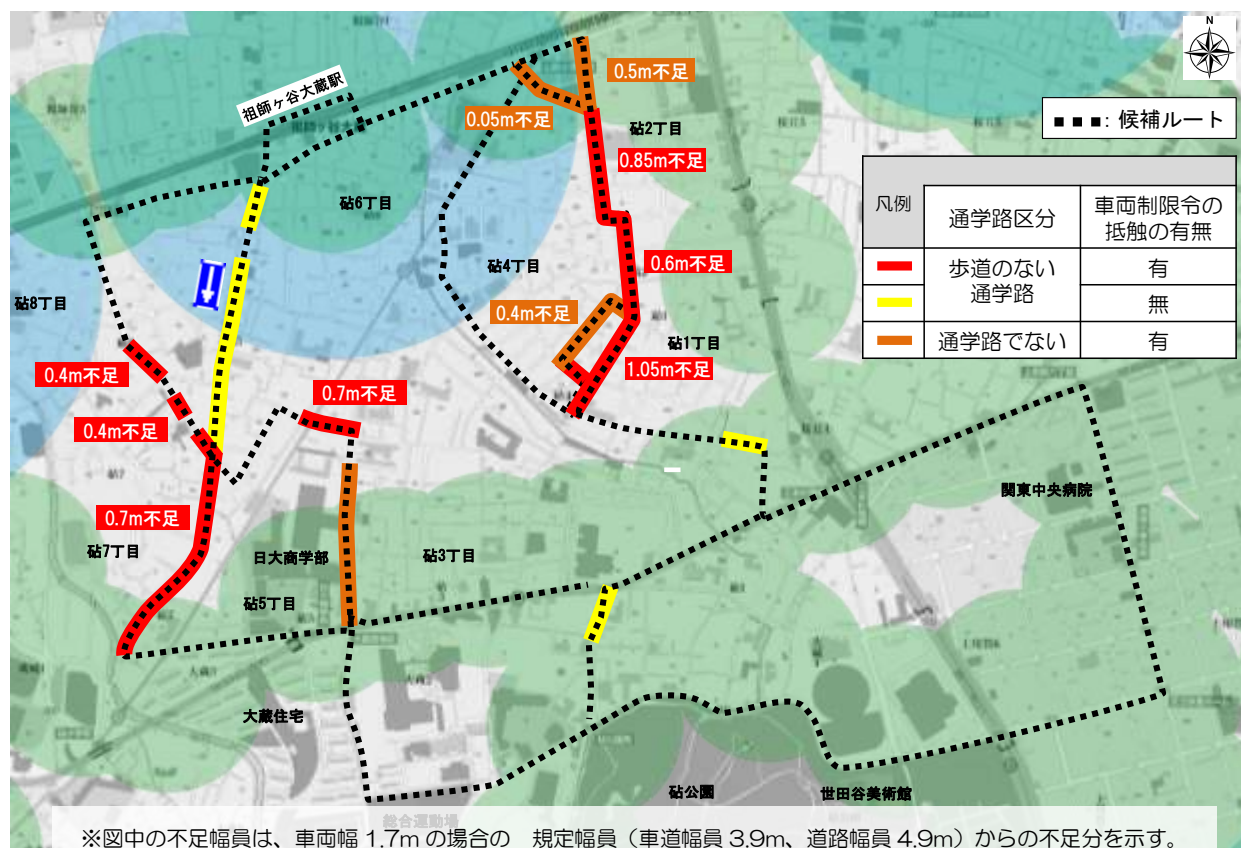 N
祖師ヶ谷大蔵駅
0.5m不足
■ ■ ■: 候補ルート
0.05m不足
砧2丁目
0.85m不足
凡例
通学路区分
車両制限令の
抵触の有無
歩道のない
通学路
有
無
通学路でない
有
砧6丁目
砧4丁目
0.6m不足
砧8丁目
0.4m不足
砧1丁目
1.05m不足
0.4m不足
0.7m不足
0.4m不足
関東中央病院
0.7m不足
砧7丁目
日大商学部
砧3丁目
砧5丁目
大蔵住宅
砧公園
世田谷美術館
総合運動場
※図中の不足幅員は、車両幅 1.7m の場合の 規定幅員（車道幅員 3.9m、道路幅員 4.9m）からの不足分を示す。